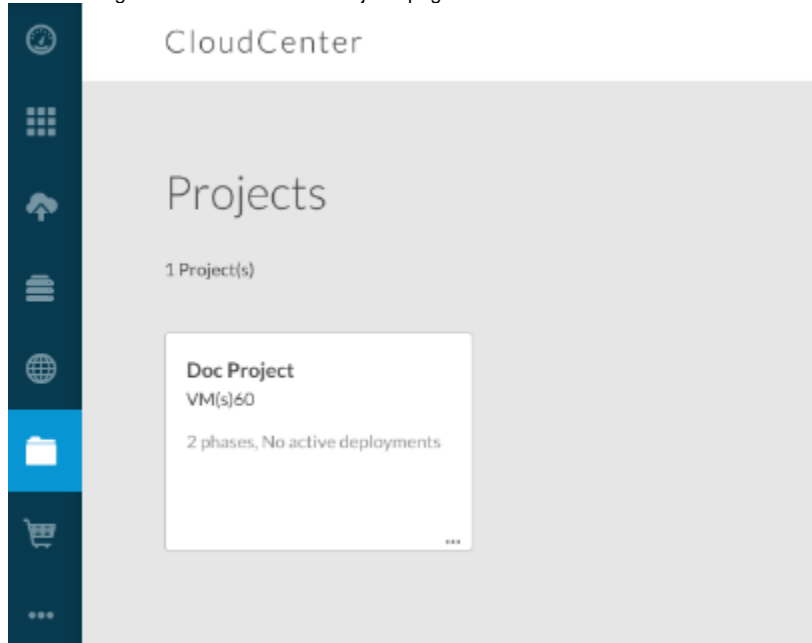 CloudCenter
Projects
1 Project(s)
Doc Project
VM(s)60
2 phases, No active deployments